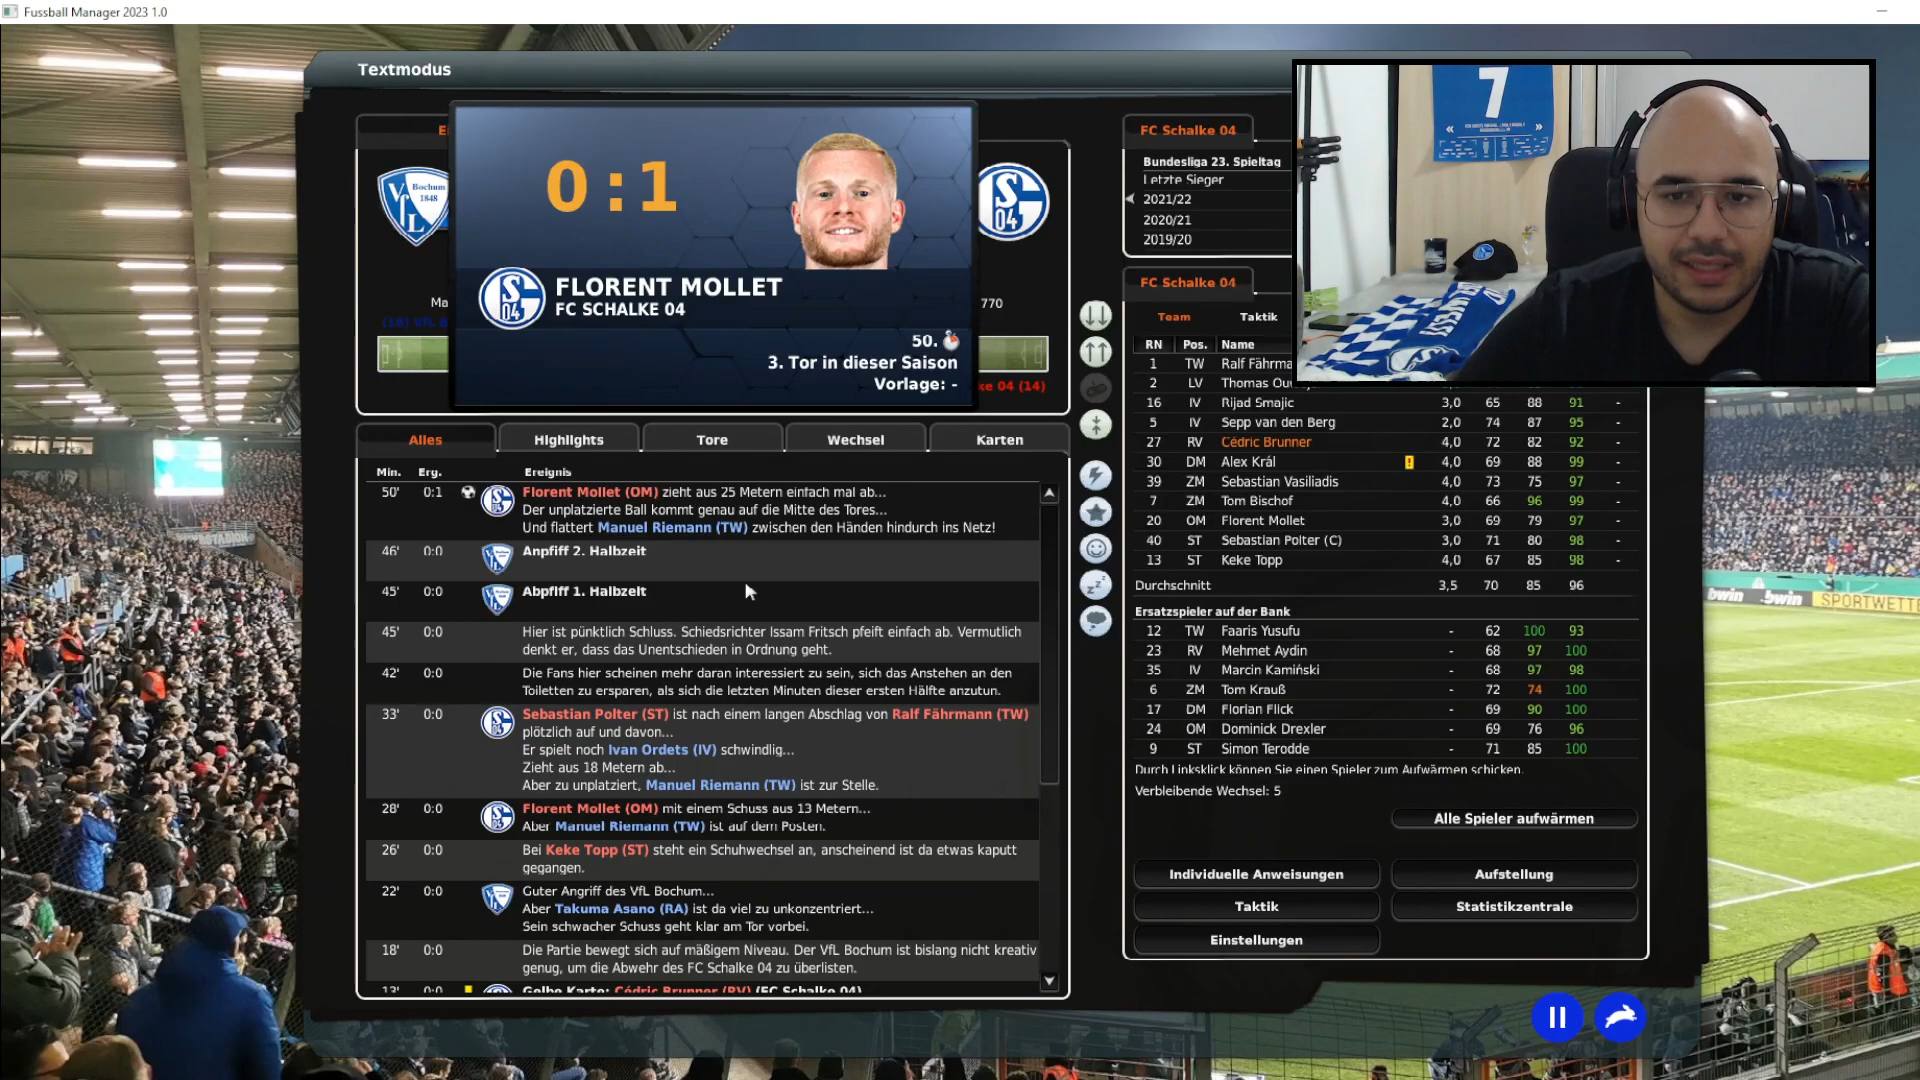 Fussball Manager 2023 1.0
Textmodus
7
0 : 1
FLORENT MOLLET
FC SCHALKE 04
50.
3. Tor in dieser Saison
Vorlage: -
Bochum
1848
770
ke 04 (14)
Alles Highlights Tore Wechsel Karten
Min. Erg. Ereignis
50' 0:1 Florent Mollet (OM) zieht aus 25 Metern einfach mal ab...
Der unplatzierte Ball kommt genau auf die Mitte des Tores...
Und flattert Manuel Riemann (TW) zwischen den Händen hindurch ins Netz!
46' 0:0 Anpfiff 2. Halbzeit
45' 0:0 Abpfiff 1. Halbzeit
45' 0:0 Hier ist pünktlich Schluss. Schiedsrichter Issam Fritsch pfeift einfach ab. Vermutlich
denkt er, dass das Unentschieden in Ordnung geht.
42' 0:0 Die Fans hier scheinen mehr daran interessiert zu sein, sich das Anstehen an den
Toiletten zu ersparen, als sich die letzten Minuten dieser ersten Hälfte anzutun.
33' 0:0 Sebastian Polter (ST) ist nach einem langen Abschlag von Ralf Fährmann (TW)
plötzlich auf und davon...
Er spielt noch Ivan Ordets (IV) schwindlig...
Zieht aus 18 Metern ab...
Aber zu unplatziert, Manuel Riemann (TW) ist zur Stelle.
28' 0:0 Florent Mollet (OM) mit einem Schuss aus 13 Metern...
Aber Manuel Riemann (TW) ist auf dem Posten.
26' 0:0 Bei Keke Topp (ST) steht ein Schuhwechsel an, anscheinend ist da etwas kaputt
gegangen.
22' 0:0 Guter Angriff des VfL Bochum...
Aber Takuma Asano (RA) ist da viel zu unkonzentriert...
Sein schwacher Schuss geht klar am Tor vorbei.
18' 0:0 Die Partie bewegt sich auf mäßigem Niveau. Der VfL Bochum ist bislang nicht kreativ
genug, um die Abwehr des FC Schalke 04 zu überlisten.
13' 0:0 Gelbe Karte: Cédric Brunner (RV) (FC Schalke 04)
FC Schalke 04
Bundesliga 23. Spieltag
Letzte Sieger
2021/22
2020/21
2019/20
FC Schalke 04
Team Taktik
RN Pos. Name
1 TW Ralf Fährma
2 LV Thomas Ou
16 IV Rijad Smajic 3,0 65 88 91 -
5 IV Sepp van den Berg 2,0 74 87 95 -
27 RV Cédric Brunner 4,0 72 82 92 -
30 DM Alex Král ! 4,0 69 88 99 -
39 ZM Sebastian Vasiliadis 4,0 73 75 97 -
7 ZM Tom Bischof 4,0 66 96 99 -
20 OM Florent Mollet 3,0 69 79 97 -
40 ST Sebastian Polter (C) 3,0 71 80 98 -
13 ST Keke Topp 4,0 67 85 98 -
Durchschnitt 3,5 70 85 96
Ersatzspieler auf der Bank
12 TW Faaris Yusufu - 62 100 93
23 RV Mehmet Aydin - 68 97 100
35 IV Marcin Kamiński - 68 97 98
6 ZM Tom Krauß - 72 74 100
17 DM Florian Flick - 69 90 100
24 OM Dominick Drexler - 69 76 96
9 ST Simon Terodde - 71 85 100
Durch Linksklick können Sie einen Spieler zum Aufwärmen schicken.
Verbleibende Wechsel: 5
Alle Spieler aufwärmen
Individuelle Anweisungen Aufstellung
Taktik Statistikzentrale
Einstellungen
bwin bwin SPORTWETTE